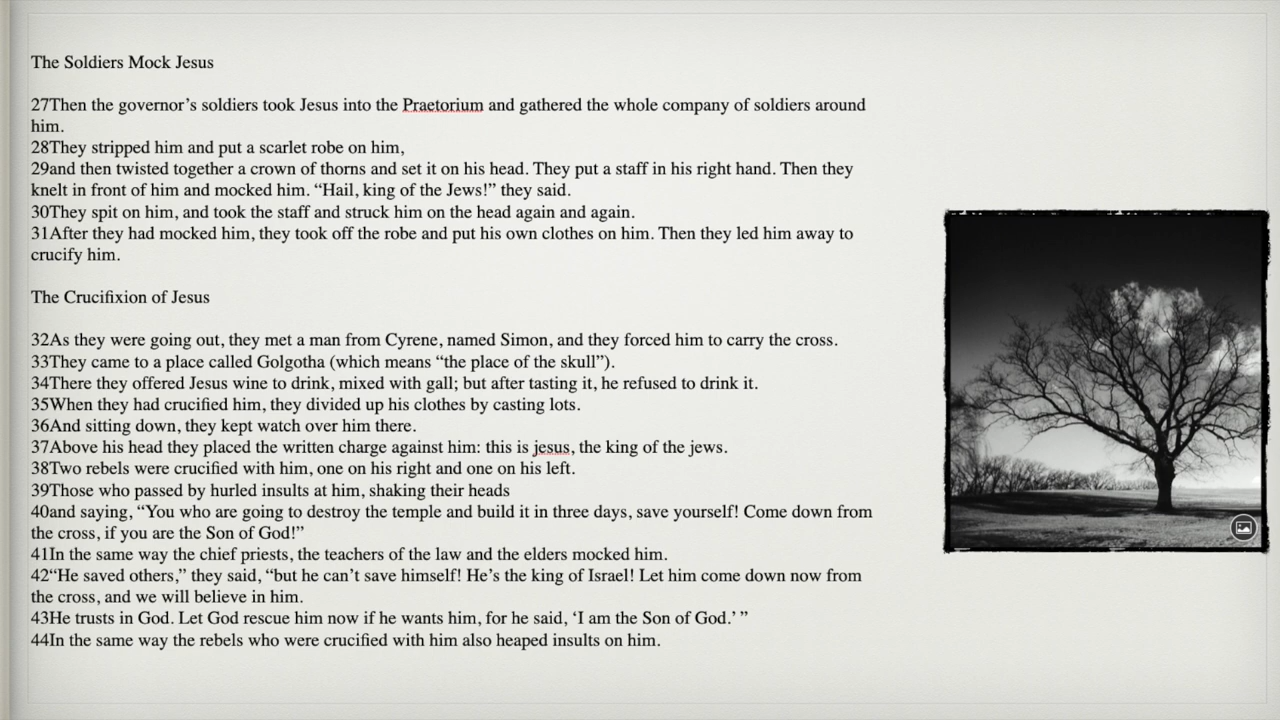 The Soldiers Mock Jesus
27Then the governor’s soldiers took Jesus into the Praetorium and gathered the whole company of soldiers around
him.
28They stripped him and put a scarlet robe on him,
29and then twisted together a crown of thorns and set it on his head. They put a staff in his right hand. Then they
knelt in front of him and mocked him. “Hail, king of the Jews!” they said.
30They spit on him, and took the staff and struck him on the head again and again.
31After they had mocked him, they took off the robe and put his own clothes on him. Then they led him away to
crucify him.
The Crucifixion of Jesus
32As they were going out, they met a man from Cyrene, named Simon, and they forced him to carry the cross.
33They came to a place called Golgotha (which means “the place of the skull”).
34There they offered Jesus wine to drink, mixed with gall; but after tasting it, he refused to drink it.
35When they had crucified him, they divided up his clothes by casting lots.
36And sitting down, they kept watch over him there.
37Above his head they placed the written charge against him: this is jesus, the king of the jews.
38Two rebels were crucified with him, one on his right and one on his left.
39Those who passed by hurled insults at him, shaking their heads
40and saying, “You who are going to destroy the temple and build it in three days, save yourself! Come down from
the cross, if you are the Son of God!”
41In the same way the chief priests, the teachers of the law and the elders mocked him.
42“He saved others,” they said, “but he can’t save himself! He’s the king of Israel! Let him come down now from
the cross, and we will believe in him.
43He trusts in God. Let God rescue him now if he wants him, for he said, ‘I am the Son of God.’ ”
44In the same way the rebels who were crucified with him also heaped insults on him.